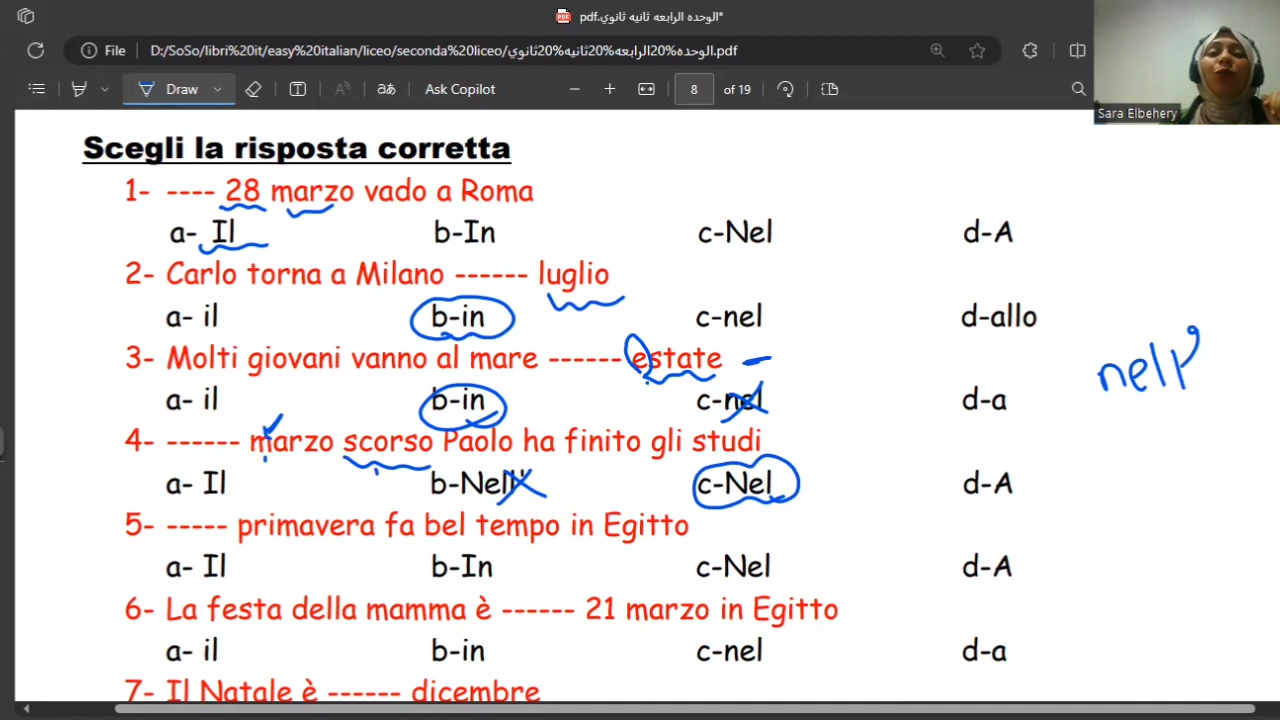 *الوحده الرابعه ثانيه ثانوي.pdf
File D:/SoSo/libri%20it/easy%20italian/liceo/seconda%20liceo/الوحده%20الرابعه%20ثانيه%20ثانوي.pdf
Draw aあ Ask Copilot 8 of 19
Sara Elbehery
Scegli la risposta corretta
1- ---- 28 marzo vado a Roma
a- Il b-In c-Nel d-A
2- Carlo torna a Milano ------ luglio
a- il b-in c-nel d-allo
3- Molti giovani vanno al mare ------ estate
a- il b-in c-nel d-a
nell'
4- ------ marzo scorso Paolo ha finito gli studi
a- Il b-Nell' c-Nel d-A
5- ----- primavera fa bel tempo in Egitto
a- Il b-In c-Nel d-A
6- La festa della mamma è ------ 21 marzo in Egitto
a- il b-in c-nel d-a
7- Il Natale è ------ dicembre